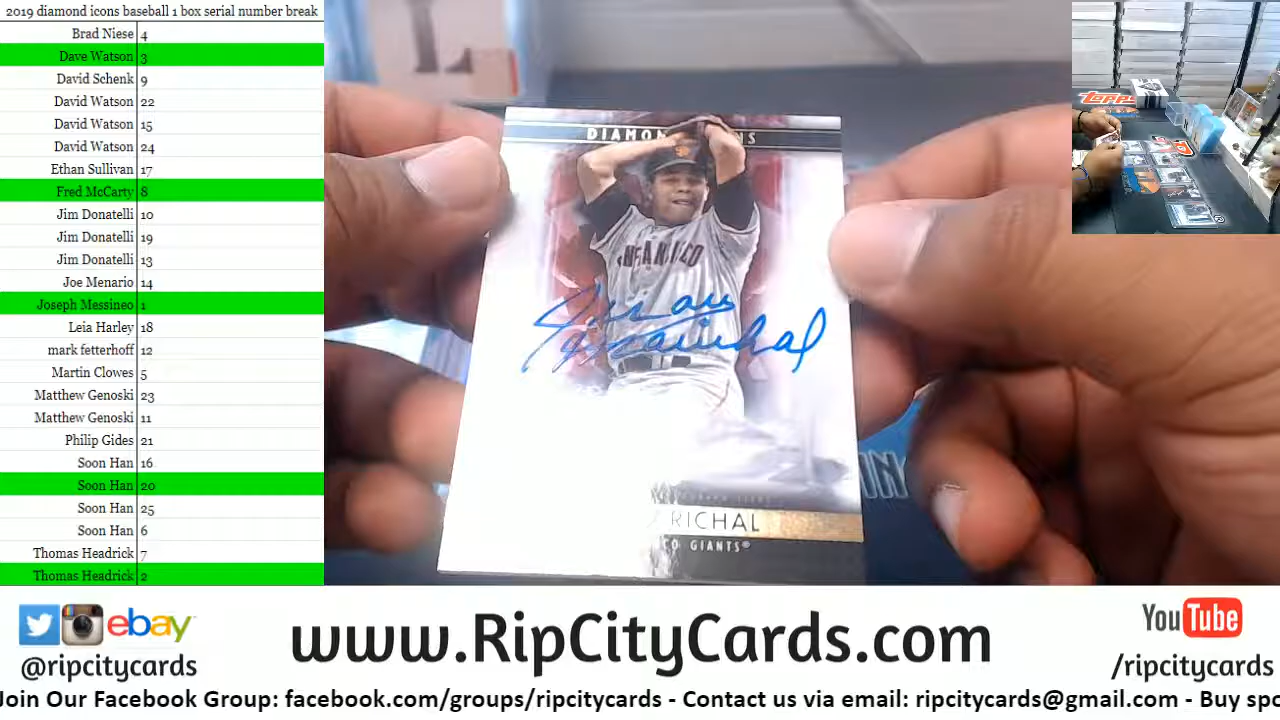 2019 diamond icons baseball 1 box serial number break
Brad Niese 4
Dave Watson 3
David Schenk 9
David Watson 22
David Watson 15
David Watson 24
Ethan Sullivan 17
Fred McCarty 8
Jim Donatelli 10
Jim Donatelli 19
Jim Donatelli 13
Joe Menario 14
Joseph Messineo 1
Leia Harley 18
mark fetterhoff 12
Martin Clowes 5
Matthew Genoski 23
Matthew Genoski 11
Philip Gides 21
Soon Han 16
Soon Han 20
Soon Han 25
Soon Han 6
Thomas Headrick 7
Thomas Headrick 2
Juan
Marichal
RICHAL
GIANTS®
TOPPS
ebay
@ripcitycards
www.RipCityCards.com
YouTube
/ripcitycards
Join Our Facebook Group: facebook.com/groups/ripcitycards - Contact us via email: ripcitycards@gmail.com - Buy spo